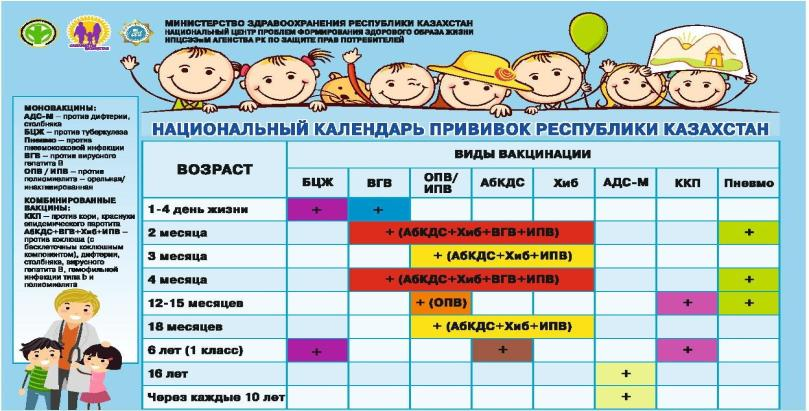 МИНИСТЕРСТВО ЗДРАВООХРАНЕНИЯ РЕСПУБЛИКИ КАЗАХСТАН
НАЦИОНАЛЬНЫЙ ЦЕНТР ПРОБЛЕМ ФОРМИРОВАНИЯ ЗДОРОВОГО ОБРАЗА ЖИЗНИ
НПЦСЭЭиМ АГЕНСТВА РК ПО ЗАЩИТЕ ПРАВ ПОТРЕБИТЕЛЕЙ
МОНОВАКЦИНЫ:
АДС-М – против дифтерии,
столбняка
БЦЖ – против туберкулеза
Пневмо – против
пневмококковой инфекции
ВГВ – против вирусного
гепатита В
ОПВ / ИПВ – против
полиомиелита – оральная/
инактивированная
КОМБИНИРОВАННЫЕ
ВАКЦИНЫ:
ККП – против кори, краснухи
эпидемического паротита
АбКДС+ВГВ+Хиб+ИПВ –
против коклюша (с
бесклеточным коклюшным
компонентом), дифтерии,
столбняка, вирусного
гепатита В, гемофильной
инфекции типа b и
полиомиелита
НАЦИОНАЛЬНЫЙ КАЛЕНДАРЬ ПРИВИВОК РЕСПУБЛИКИ КАЗАХСТАН
ВОЗРАСТ
ВИДЫ ВАКЦИНАЦИИ
БЦЖ ВГВ ОПВ/ АбКДС Хиб АДС-М ККП Пневмо
ИПВ
1-4 день жизни + +
2 месяца + (АбКДС+Хиб+ВГВ+ИПВ) +
3 месяца + (АбКДС+Хиб+ИПВ)
4 месяца + (АбКДС+Хиб+ВГВ+ИПВ) +
12-15 месяцев + (ОПВ) + +
18 месяцев + (АбКДС+Хиб+ИПВ)
6 лет (1 класс) + + +
16 лет +
Через каждые 10 лет +